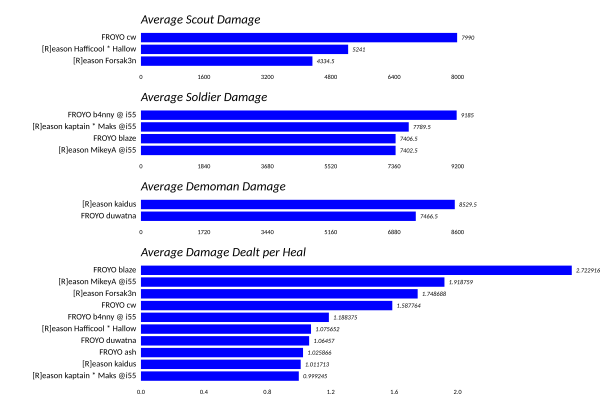 Average Scout Damage
FROYO cw 7990
[R]eason Hafficool * Hallow 5241
[R]eason Forsak3n 4334.5
0 1600 3200 4800 6400 8000
Average Soldier Damage
FROYO b4nny @ i55 9185
[R]eason kaptain * Maks @i55 7789.5
FROYO blaze 7406.5
[R]eason MikeyA @i55 7402.5
0 1840 3680 5520 7360 9200
Average Demoman Damage
[R]eason kaidus 8529.5
FROYO duwatna 7466.5
0 1720 3440 5160 6880 8600
Average Damage Dealt per Heal
FROYO blaze 2.722916
[R]eason MikeyA @i55 1.918759
[R]eason Forsak3n 1.748688
FROYO cw 1.587764
FROYO b4nny @ i55 1.188375
[R]eason Hafficool * Hallow 1.075652
FROYO duwatna 1.06457
FROYO ash 1.025866
[R]eason kaidus 1.011713
[R]eason kaptain * Maks @i55 0.999245
0.0 0.4 0.8 1.2 1.6 2.0